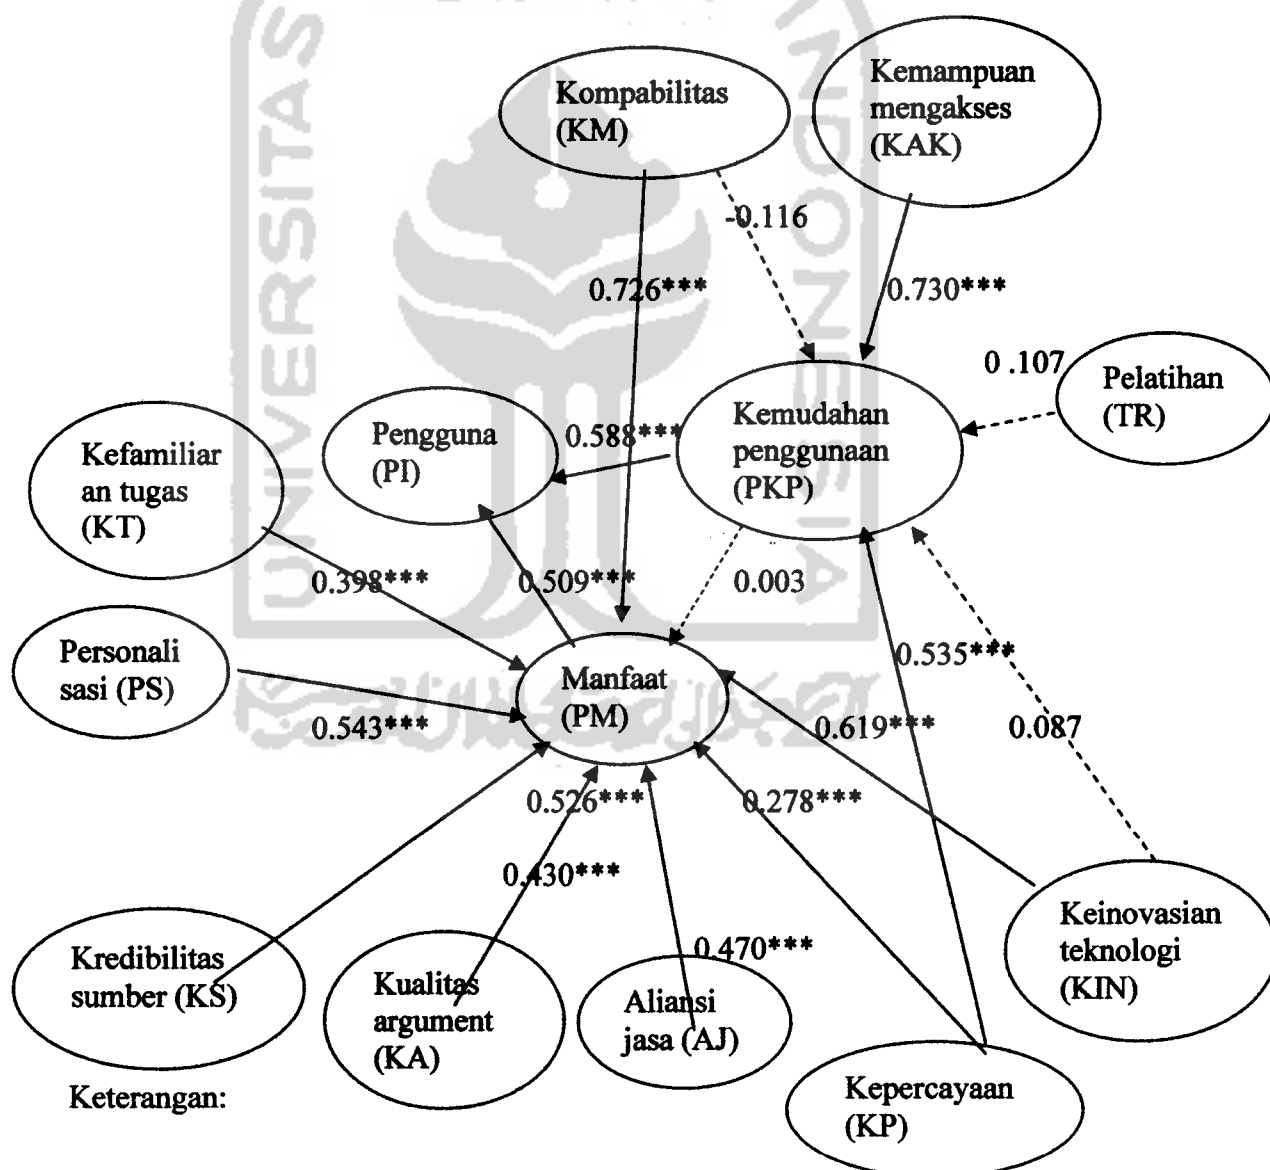 UNIVERSITAS
INDONESIA
Kompabilitas
(KM)
Kemampuan
mengakses
(KAK)
-0.116
0.726***
0.730***
0 .107
Pelatihan
(TR)
Kemudahan
penggunaan
(PKP)
Pengguna
(PI)
0.588***
Kefamiliar
an tugas
(KT)
0.398***
0.509***
0.003
Personali
sasi (PS)
0.543***
Manfaat
(PM)
0.535***
0.619***
0.087
0.526***
0.278***
0.430***
0.470***
Kredibilitas
sumber (KS)
Kualitas
argument
(KA)
Aliansi
jasa (AJ)
Keinovasian
teknologi
(KIN)
Kepercayaan
(KP)
Keterangan: